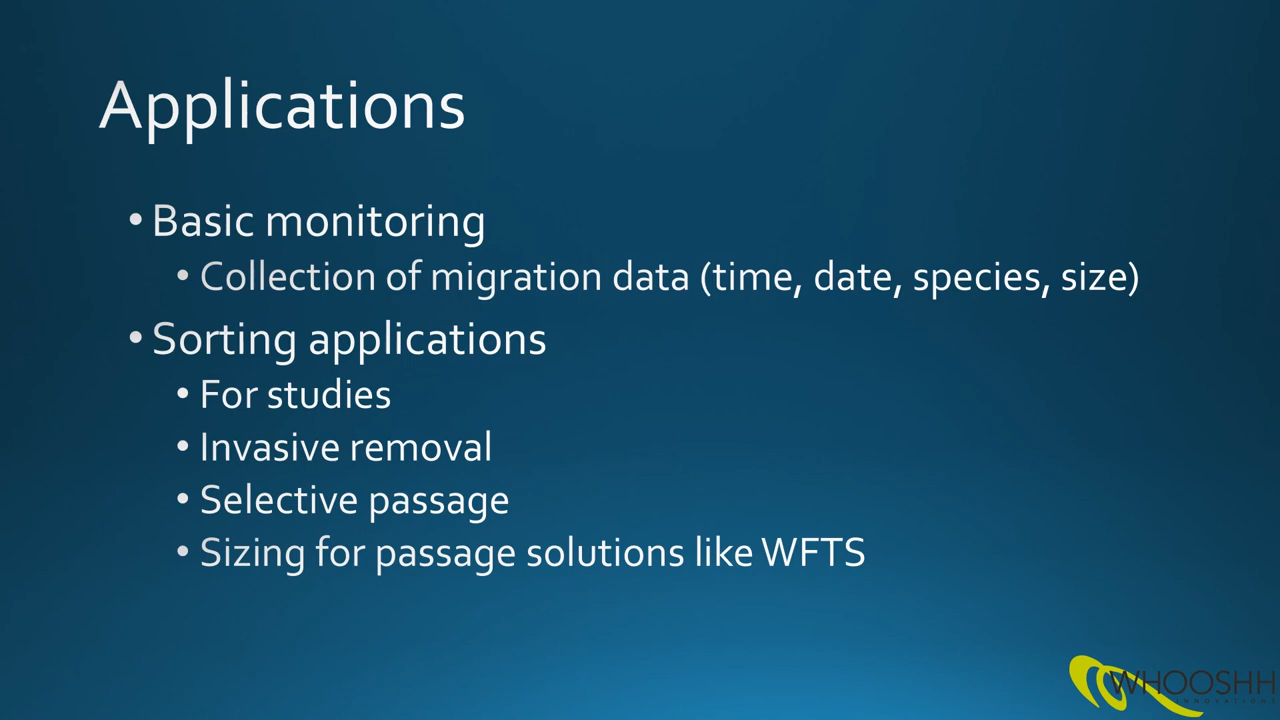 Applications
• Basic monitoring
• Collection of migration data (time, date, species, size)
• Sorting applications
• For studies
• Invasive removal
• Selective passage
• Sizing for passage solutions like WFTS
WHOOSHH
INNOVATIONS